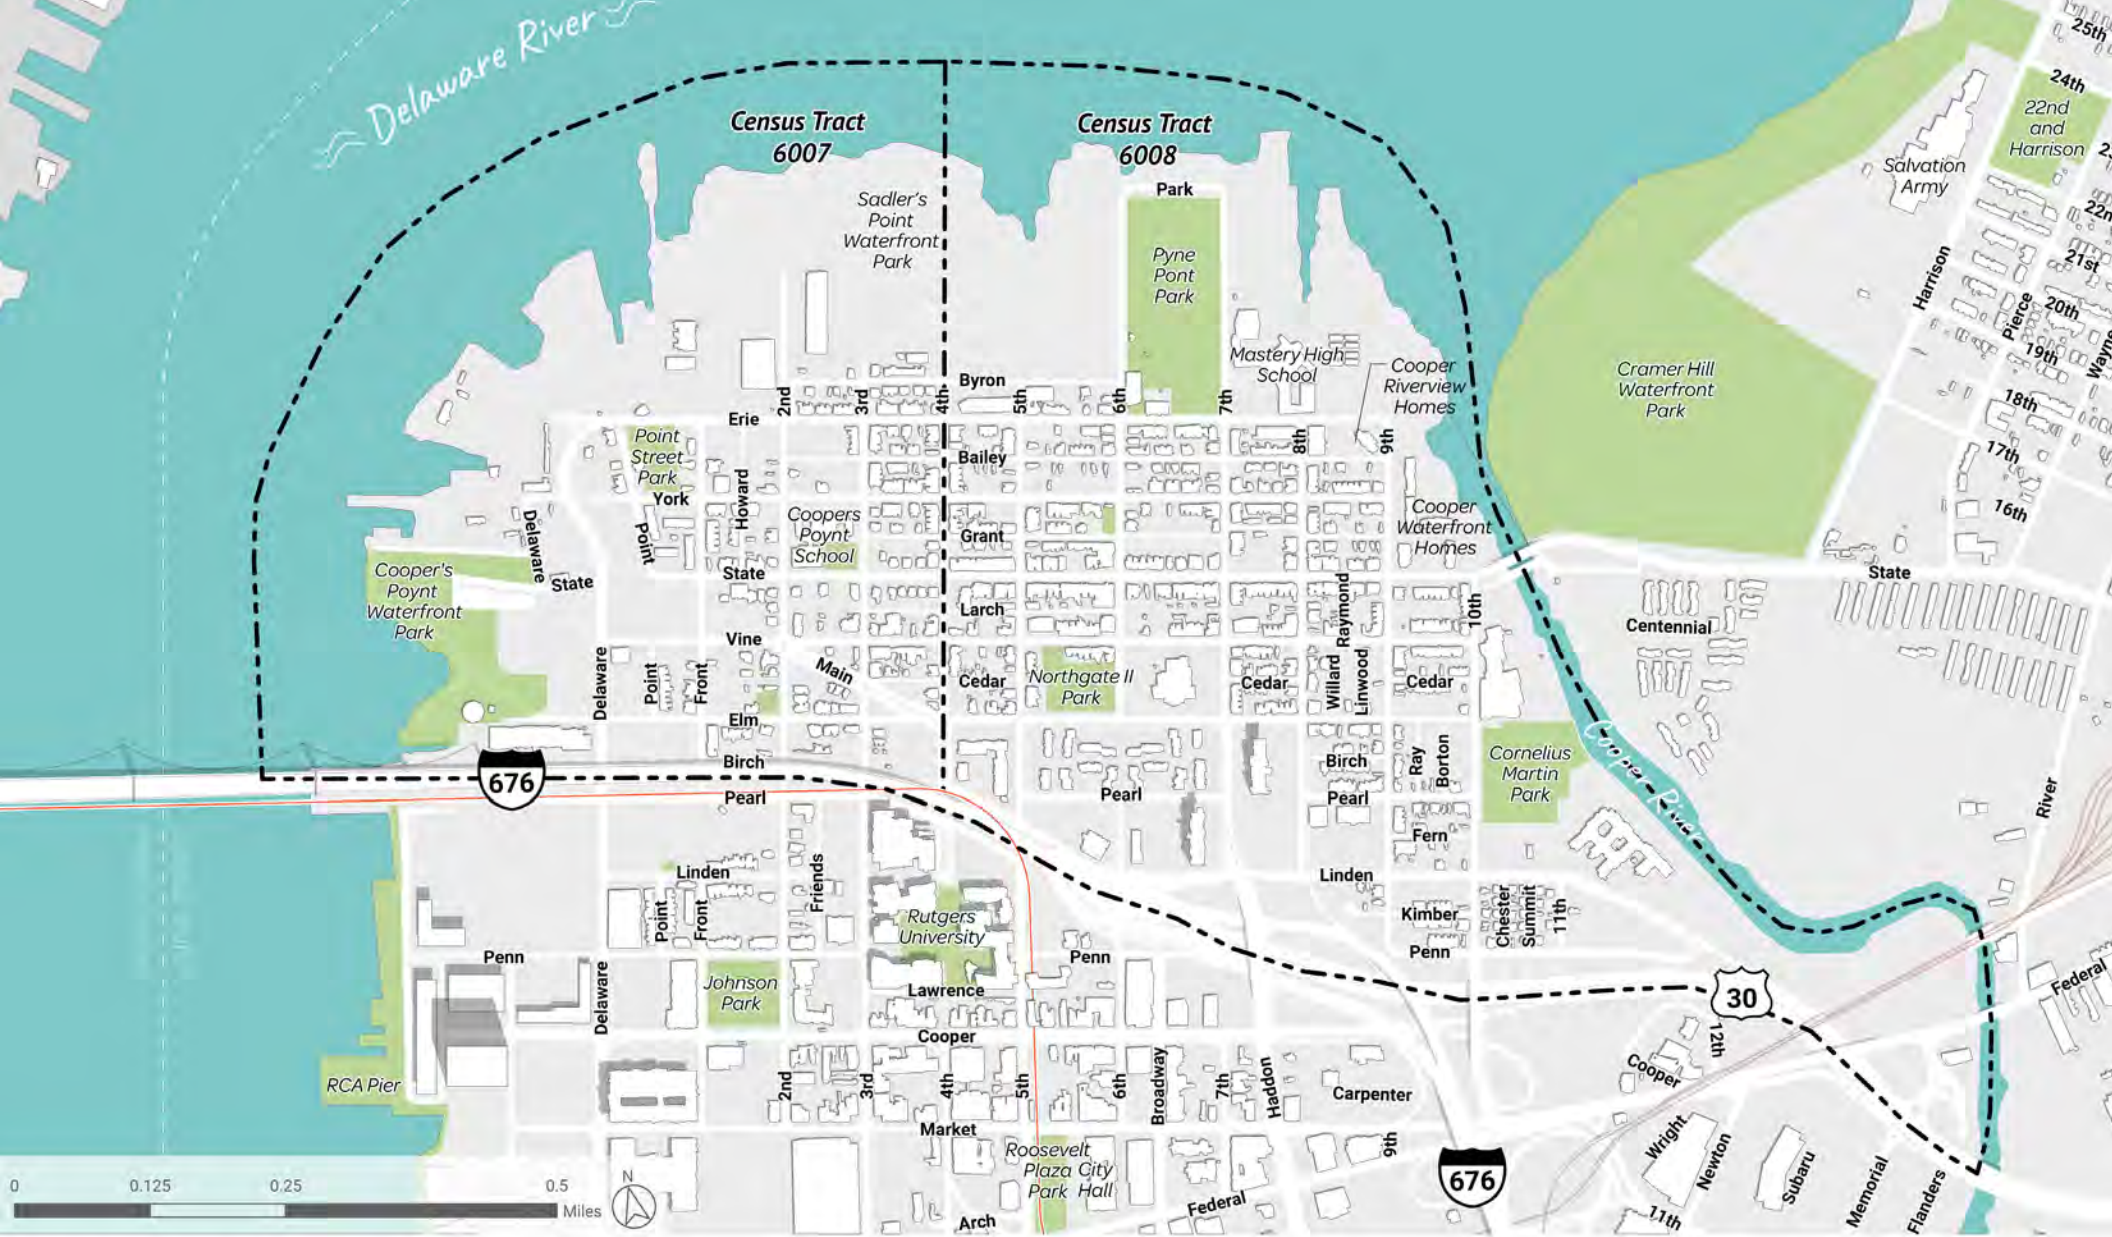 Delaware River
25th
24th
22nd
and
Harrison
Census Tract
6007
Census Tract
6008
Salvation
Army
Park
Sadler's
Point
Waterfront
Park
Pyne
Pont
Park
Harrison
21st
20th
Pierce
19th
Wayne
18th
17th
16th
Mastery High
School
Cooper
Riverview
Homes
Cramer Hill
Waterfront
Park
Byron
2nd
3rd
4th
5th
6th
7th
8th
9th
Erie
Point
Street
Park
Bailey
York
Howard
Coopers
Poynt
School
Delaware
Point
Grant
Cooper
Waterfront
Homes
State
State
State
Cooper's
Poynt
Waterfront
Park
Larch
Raymond
10th
Centennial
Vine
Main
Delaware
Point
Front
Cedar
Northgate II
Park
Cedar
Willard
Linwood
Cedar
Elm
Birch
676
Pearl
Pearl
Birch
Pearl
Ray
Borton
Cornelius
Martin
Park
Cooper River
River
Fern
Linden
Friends
Linden
Point
Front
Rutgers
University
Kimber
Chester
Summit
11th
Penn
Penn
Penn
Delaware
Johnson
Park
Lawrence
30
Federal
Cooper
12th
Cooper
RCA Pier
2nd
3rd
4th
5th
6th
Broadway
7th
Haddon
Carpenter
Market
9th
Wright
Newton
Subaru
Memorial
Flanders
Roosevelt
Plaza
Park
City
Hall
676
Federal
Arch
11th
0
0.125
0.25
0.5
Miles
N